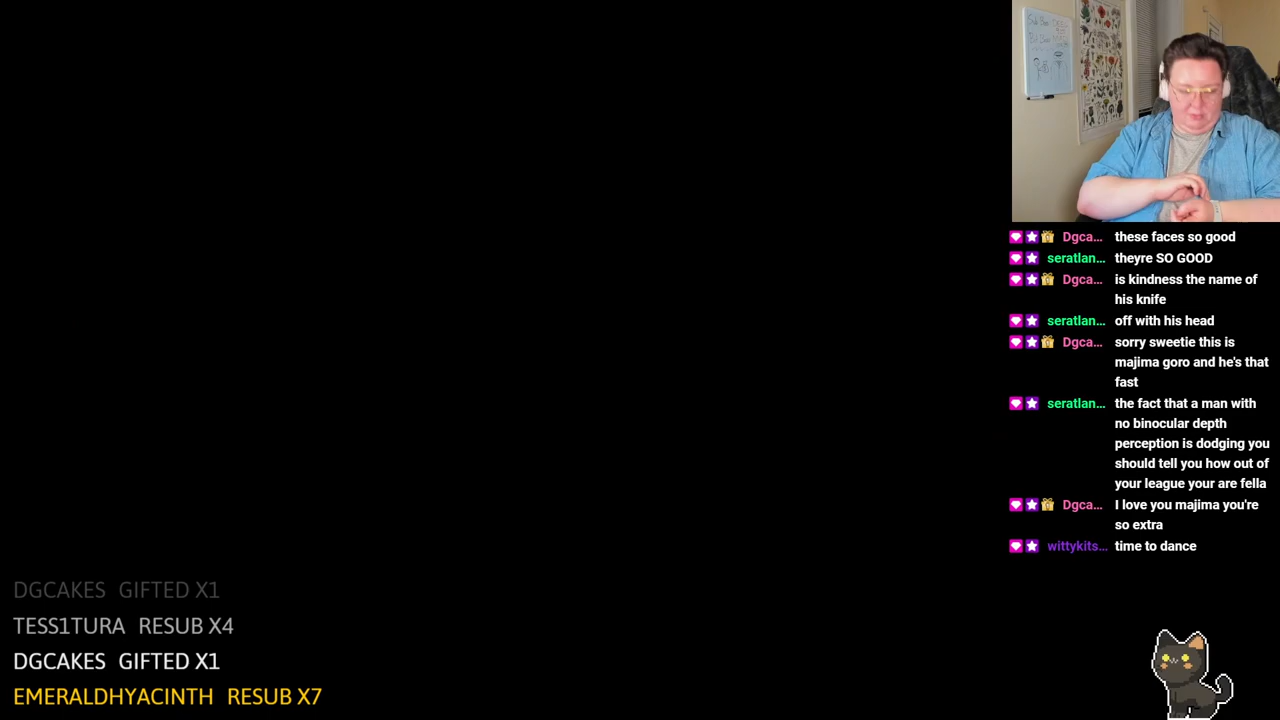 Dgca... these faces so good
seratlan... theyre SO GOOD
Dgca... is kindness the name of
his knife
seratlan... off with his head
Dgca... sorry sweetie this is
majima goro and he's that
fast
seratlan... the fact that a man with
no binocular depth
perception is dodging you
should tell you how out of
your league your are fella
Dgca... I love you majima you're
so extra
wittykits... time to dance
DGCAKES GIFTED X1
TESS1TURA RESUB X4
DGCAKES GIFTED X1
EMERALDHYACINTH RESUB X7